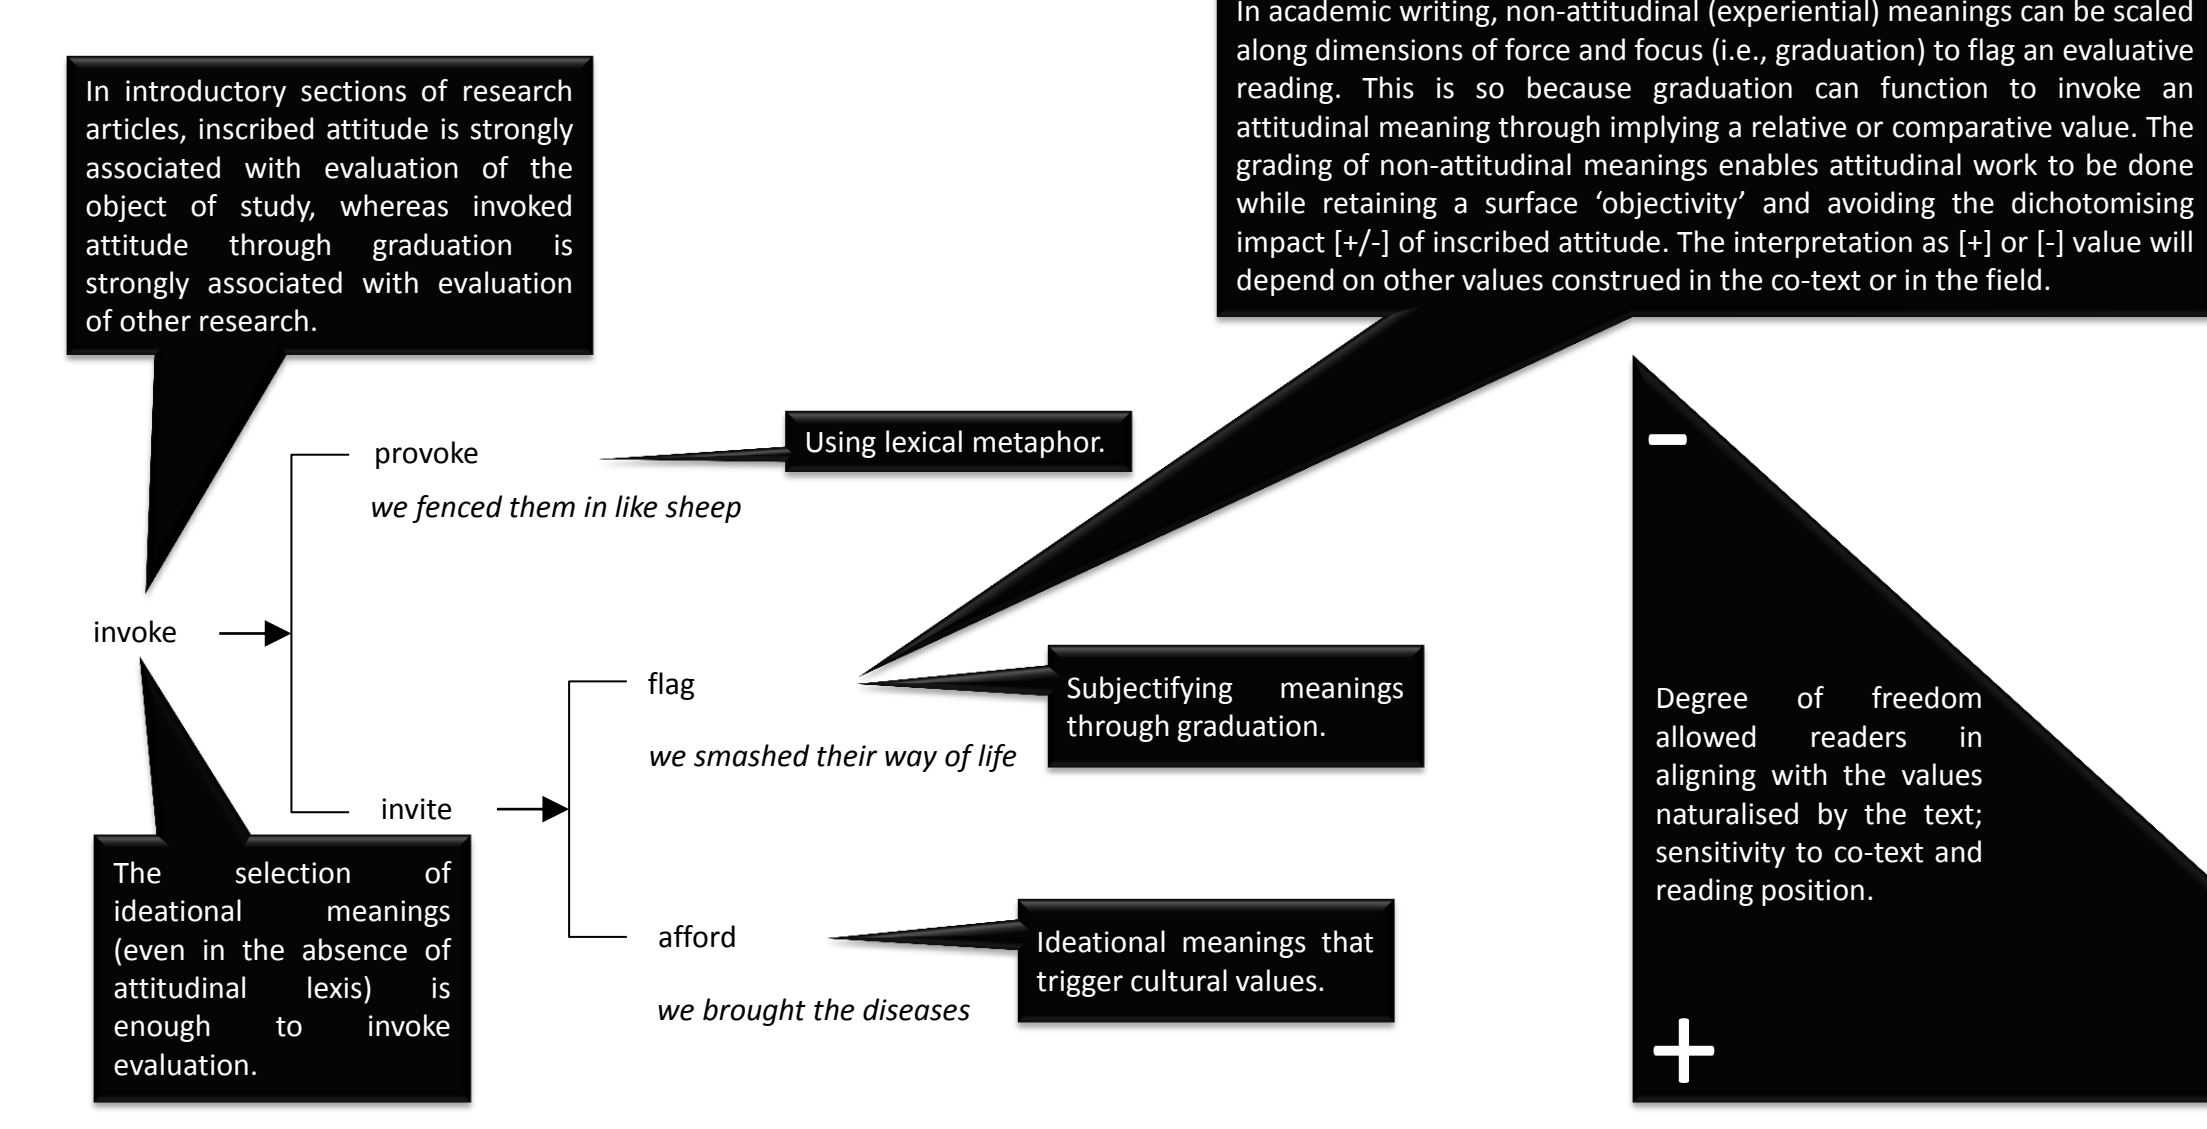 In academic writing, non-attitudinal (experiential) meanings can be scaled
along dimensions of force and focus (i.e., graduation) to flag an evaluative
reading. This is so because graduation can function to invoke an
attitudinal meaning through implying a relative or comparative value. The
grading of non-attitudinal meanings enables attitudinal work to be done
while retaining a surface ‘objectivity’ and avoiding the dichotomising
impact [+/-] of inscribed attitude. The interpretation as [+] or [-] value will
depend on other values construed in the co-text or in the field.
In introductory sections of research
articles, inscribed attitude is strongly
associated with evaluation of the
object of study, whereas invoked
attitude through graduation is
strongly associated with evaluation
of other research.
provoke
Using lexical metaphor.
we fenced them in like sheep
invoke
flag
Subjectifying meanings
through graduation.
we smashed their way of life
invite
The selection of
ideational meanings
(even in the absence of
attitudinal lexis) is
enough to invoke
evaluation.
afford
Ideational meanings that
trigger cultural values.
we brought the diseases
-
Degree of freedom
allowed readers in
aligning with the values
naturalised by the text;
sensitivity to co-text and
reading position.
+